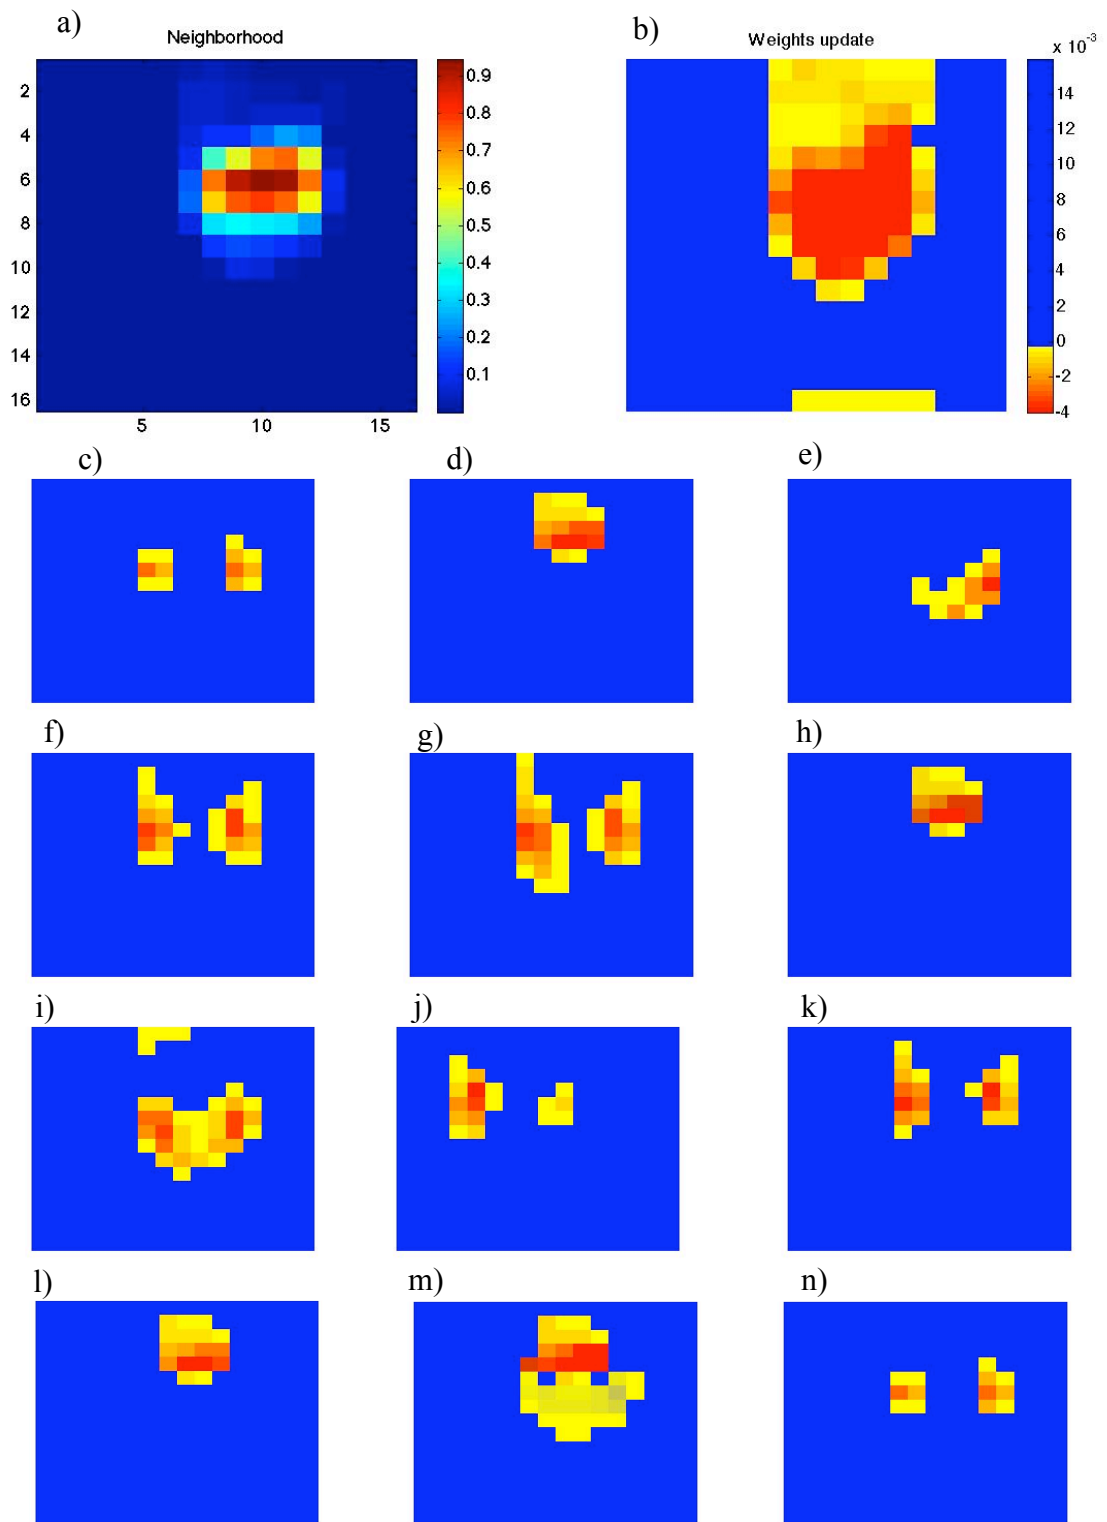 a)
Neighborhood
2
4
6
8
10
12
14
16
5
10
15
0.9
0.8
0.7
0.6
0.5
0.4
0.3
0.2
0.1
b)
Weights update
x 10⁻³
14
12
10
8
6
4
2
0
-2
-4
c)
d)
e)
f)
g)
h)
i)
j)
k)
l)
m)
n)